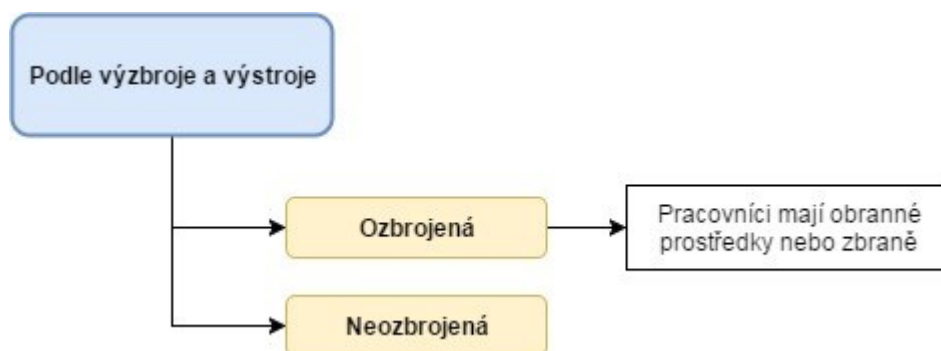 Podle výzbroje a výstroje
Ozbrojená
Pracovníci mají obranné
prostředky nebo zbraně
Neozbrojená